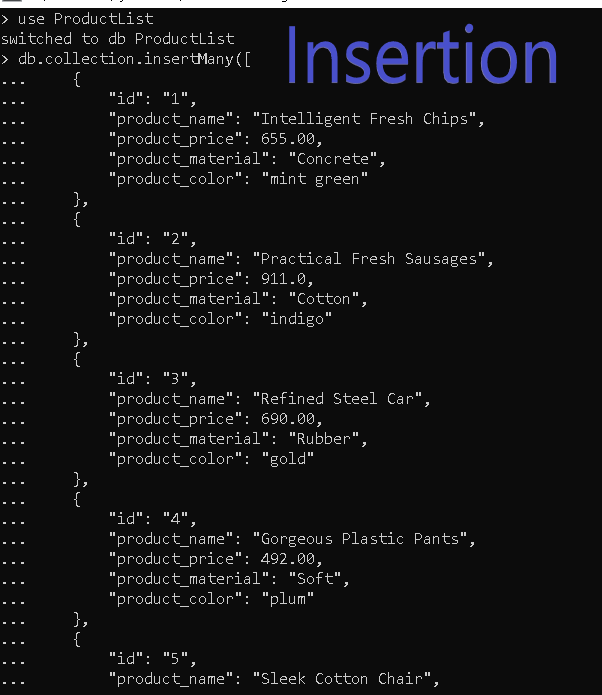 > use ProductList
switched to db ProductList
> db.collection.insertMany([
Insertion
...     {
...         "id": "1",
...         "product_name": "Intelligent Fresh Chips",
...         "product_price": 655.00,
...         "product_material": "Concrete",
...         "product_color": "mint green"
...     },
...     {
...         "id": "2",
...         "product_name": "Practical Fresh Sausages",
...         "product_price": 911.0,
...         "product_material": "Cotton",
...         "product_color": "indigo"
...     },
...     {
...         "id": "3",
...         "product_name": "Refined Steel Car",
...         "product_price": 690.00,
...         "product_material": "Rubber",
...         "product_color": "gold"
...     },
...     {
...         "id": "4",
...         "product_name": "Gorgeous Plastic Pants",
...         "product_price": 492.00,
...         "product_material": "Soft",
...         "product_color": "plum"
...     },
...     {
...         "id": "5",
...         "product_name": "Sleek Cotton Chair",